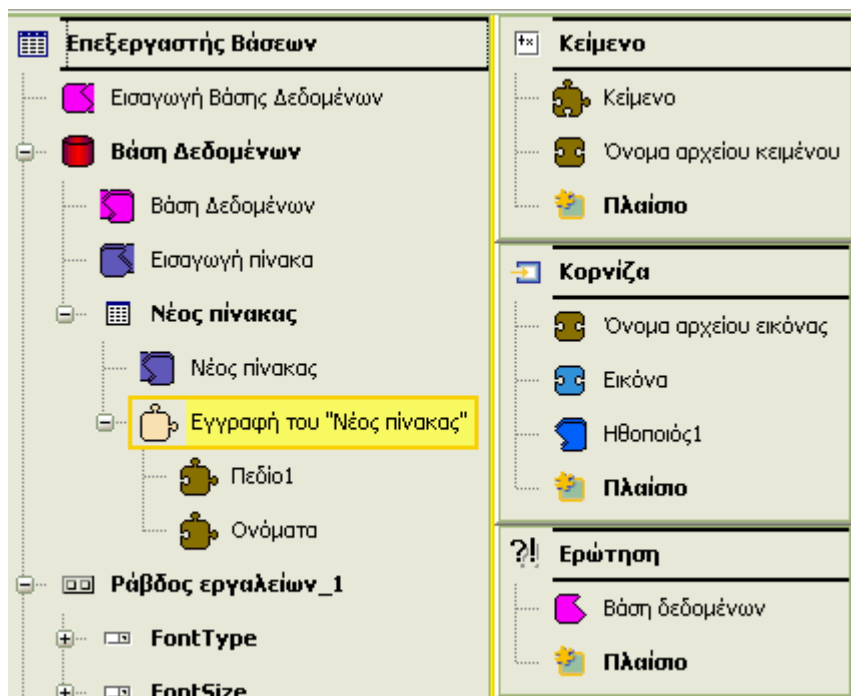 Επεξεργαστής Βάσεων
Εισαγωγή Βάσης Δεδομένων
Βάση Δεδομένων
Βάση Δεδομένων
Εισαγωγή πίνακα
Νέος πίνακας
Νέος πίνακας
Εγγραφή του "Νέος πίνακας"
Πεδίο1
Ονόματα
Ράβδος εργαλείων_1
FontType
FontSize
Κείμενο
Κείμενο
Όνομα αρχείου κειμένου
Πλαίσιο
Κορνίζα
Όνομα αρχείου εικόνας
Εικόνα
Ηθοποιός1
Πλαίσιο
?! Ερώτηση
Βάση δεδομένων
Πλαίσιο